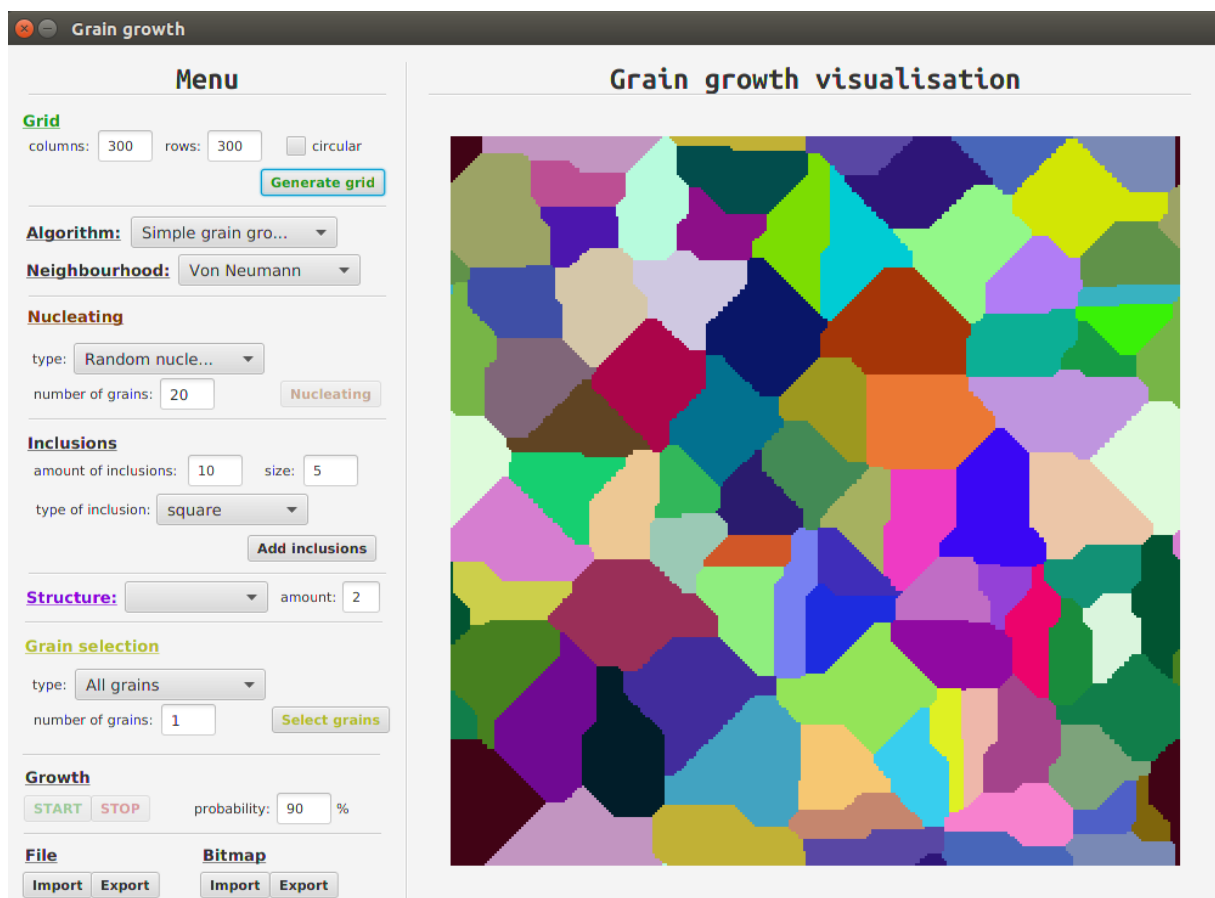 Grain growth
Menu
Grid
columns: 300 rows: 300 circular
Generate grid
Algorithm: Simple grain gro...
Neighbourhood: Von Neumann
Nucleating
type: Random nucle...
number of grains: 20 Nucleating
Inclusions
amount of inclusions: 10 size: 5
type of inclusion: square
Add inclusions
Structure: amount: 2
Grain selection
type: All grains
number of grains: 1 Select grains
Growth
START STOP probability: 90 %
File Bitmap
Import Export Import Export
Grain growth visualisation